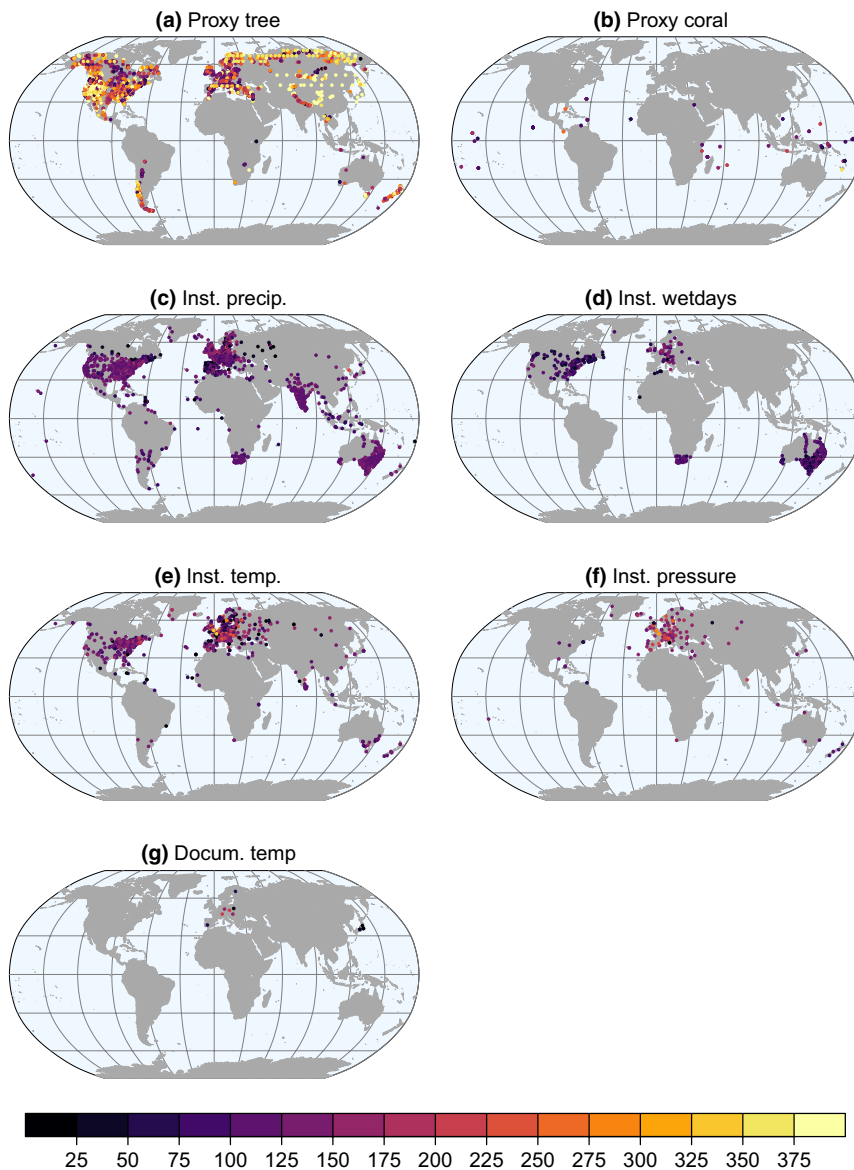 (a) Proxy tree
(b) Proxy coral
(c) Inst. precip.
(d) Inst. wetdays
(e) Inst. temp.
(f) Inst. pressure
(g) Docum. temp
25 50 75 100 125 150 175 200 225 250 275 300 325 350 375